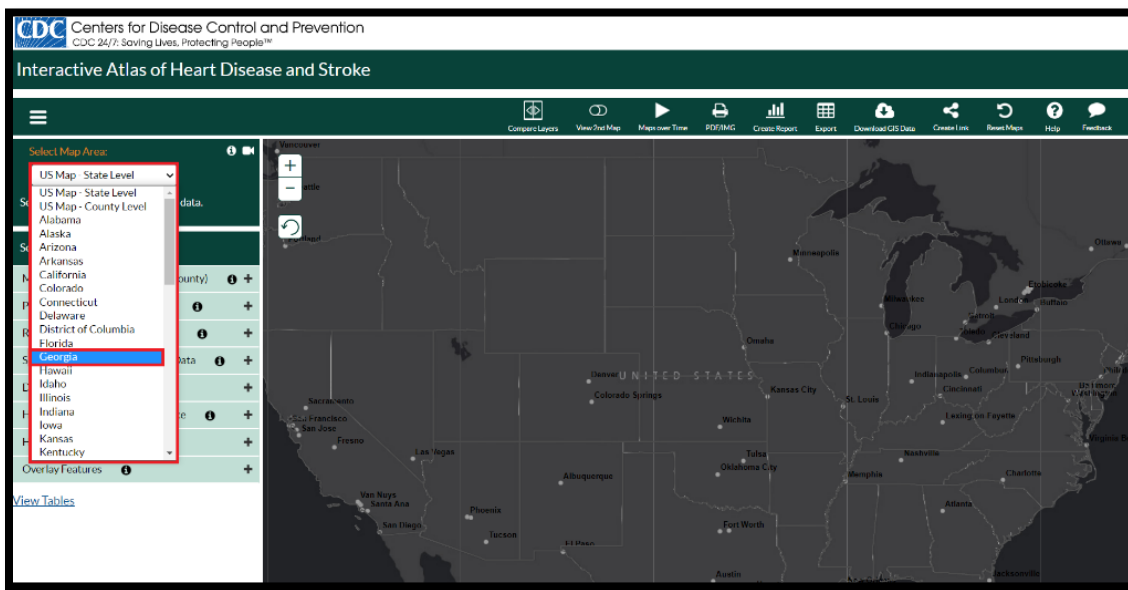 CDC Centers for Disease Control and Prevention
CDC 24/7: Saving Lives, Protecting People™
Interactive Atlas of Heart Disease and Stroke
Compare Layers View 2nd Map Maps over Time PDF/IMG Create Report Export Download GIS Data Create Link Reset Maps Help Feedback
Select Map Area:
US Map - State Level
US Map - State Level
US Map - County Level
data.
Alabama
Alaska
Arizona
Arkansas
California
ounty)
Colorado
Connecticut
Delaware
District of Columbia
Florida
Georgia
Data
Hawaii
Idaho
Illinois
Indiana
Iowa
Kansas
Kentucky
Overlay Features
View Tables
Vancouver
Minneapolis
Ottawa
Etobicoke
Milwaukee
London Buffalo
Chicago
Toledo Cleveland
Omaha
Pittsburgh
Denver UNITED STATES
Indianapolis Columbus
Colorado Springs
Kansas City
Cincinnati
St. Louis
Sacramento
San Francisco
San Jose
Wichita
Lexington Fayette
Fresno
Las Vegas
Tulsa
Nashville
Oklahoma City
Albuquerque
Memphis
Charlotte
Van Nuys
Santa Ana
Phoenix
Atlanta
San Diego
Fort Worth
Tucson
El Paso
Austin
Jacksonville